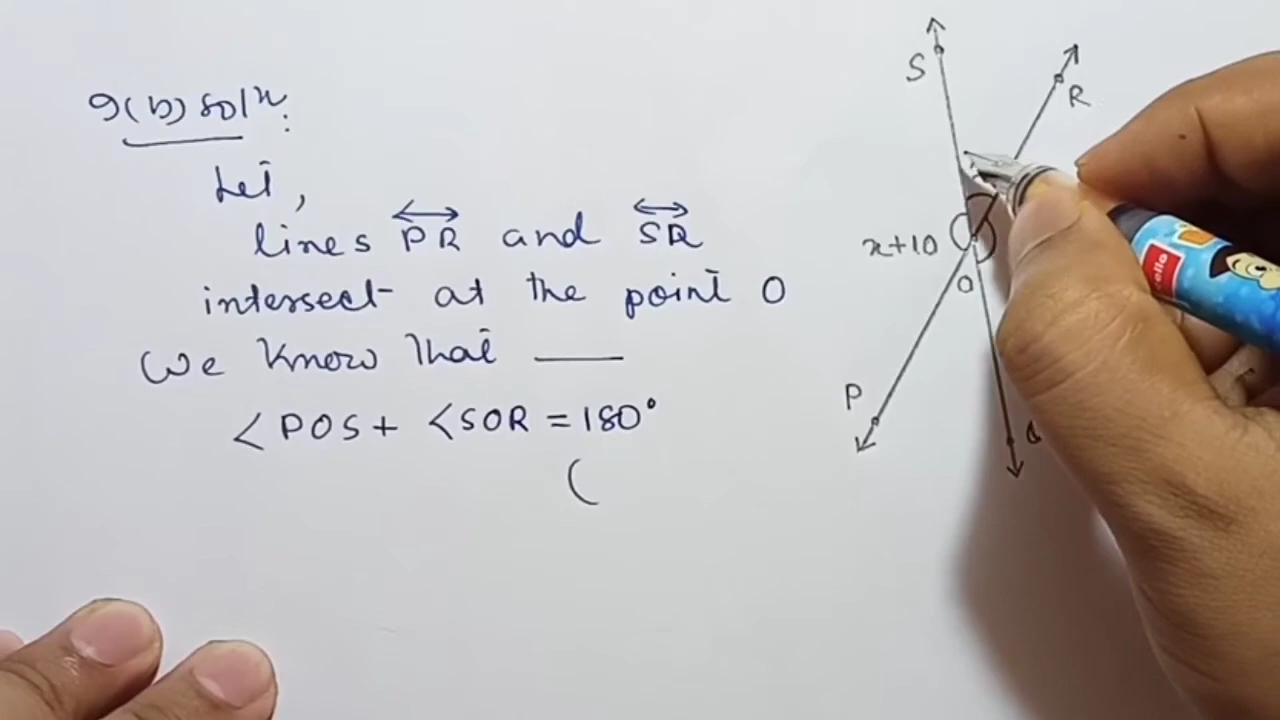 9(b) solⁿ:
Let,
lines PR and SQ
intersect at the point O
We know that —
<POS + <SOR = 180°
(
S
R
x+10
O
P